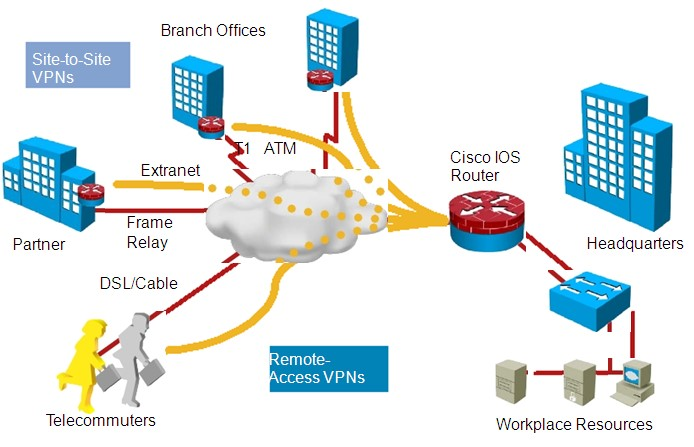 Branch Offices
Site-to-Site
VPNs
T1 ATM
Extranet
Cisco IOS
Router
Partner
Frame
Relay
Headquarters
DSL/Cable
Remote-
Access VPNs
Telecommuters
Workplace Resources